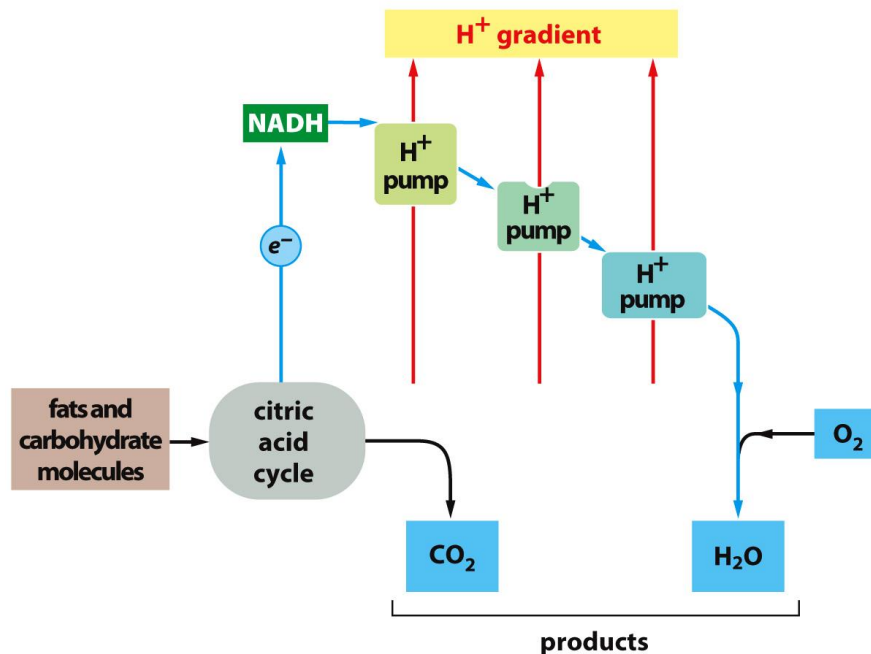 H⁺ gradient
NADH
H⁺
pump
H⁺
pump
H⁺
pump
e⁻
fats and
carbohydrate
molecules
citric
acid
cycle
O₂
CO₂
H₂O
products